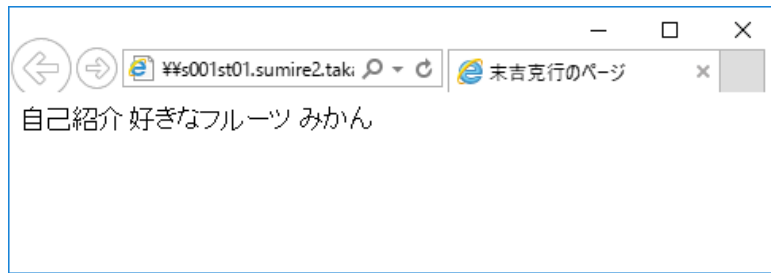 ¥¥s001st01.sumire2.taka
末吉克行のページ
自己紹介 好きなフルーツ みかん